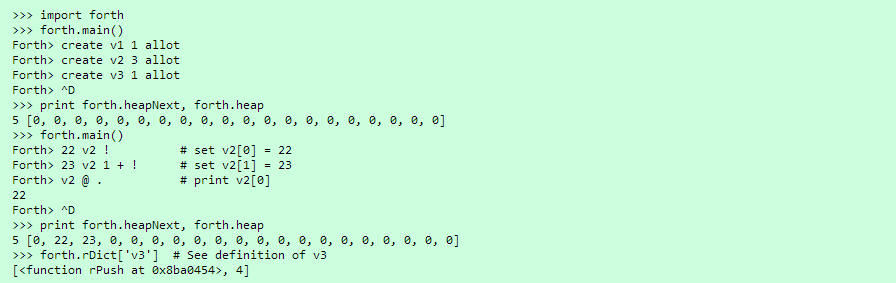 >>> import forth
>>> forth.main()
Forth> create v1 1 allot
Forth> create v2 3 allot
Forth> create v3 1 allot
Forth> ^D
>>> print forth.heapNext, forth.heap
5 [0, 0, 0, 0, 0, 0, 0, 0, 0, 0, 0, 0, 0, 0, 0, 0, 0, 0, 0, 0]
>>> forth.main()
Forth> 22 v2 !          # set v2[0] = 22
Forth> 23 v2 1 + !      # set v2[1] = 23
Forth> v2 @ .           # print v2[0]
22
Forth> ^D
>>> print forth.heapNext, forth.heap
5 [0, 22, 23, 0, 0, 0, 0, 0, 0, 0, 0, 0, 0, 0, 0, 0, 0, 0, 0, 0]
>>> forth.rDict['v3']  # See definition of v3
[<function rPush at 0x8ba0454>, 4]